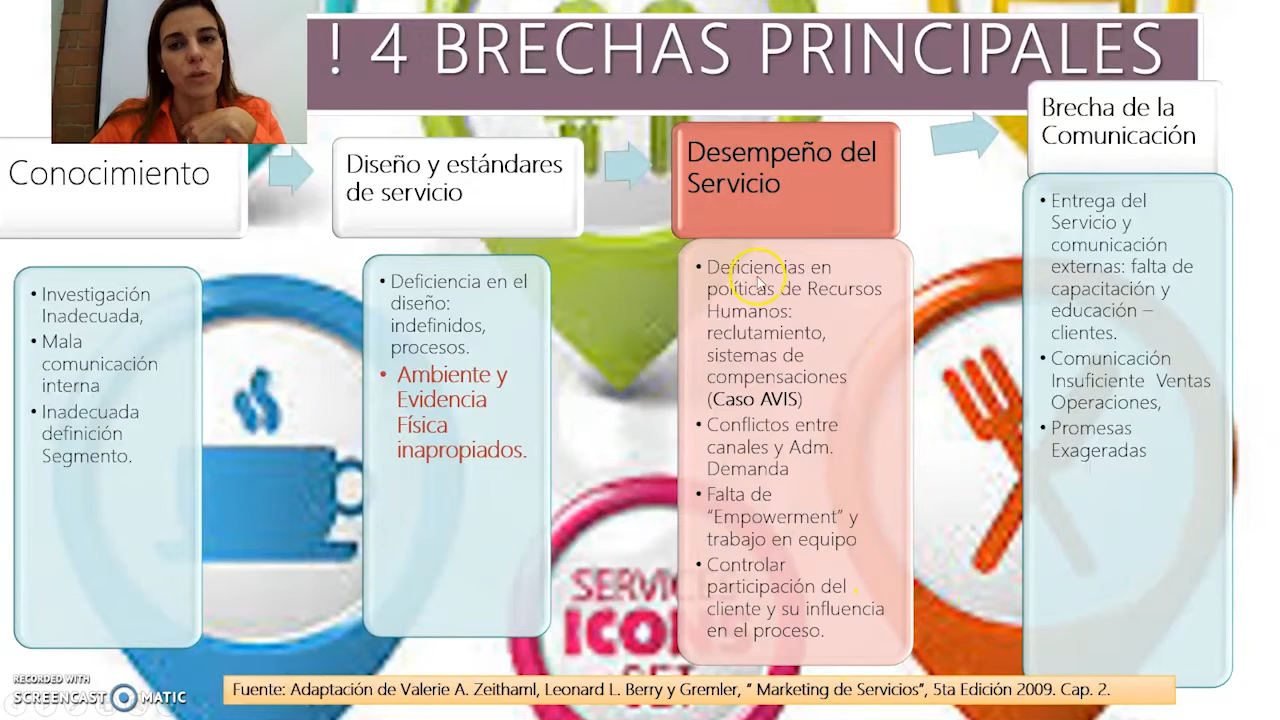 ! 4 BRECHAS PRINCIPALES
Conocimiento
• Investigación
Inadecuada,
• Mala
comunicación
interna
• Inadecuada
definición
Segmento.
Diseño y estándares
de servicio
• Deficiencia en el
diseño:
indefinidos,
procesos.
• Ambiente y
Evidencia
Física
inapropiados.
Desempeño del
Servicio
• Deficiencias en
políticas de Recursos
Humanos:
reclutamiento,
sistemas de
compensaciones
(Caso AVIS)
• Conflictos entre
canales y Adm.
Demanda
• Falta de
“Empowerment” y
trabajo en equipo
• Controlar
participación del
cliente y su influencia
en el proceso.
Brecha de la
Comunicación
• Entrega del
Servicio y
comunicación
externas: falta de
capacitación y
educación –
clientes.
• Comunicación
Insuficiente Ventas
Operaciones,
• Promesas
Exageradas
SERVICE
ICONS
SET
RECORDED WITH
SCREENCAST MATIC
Fuente: Adaptación de Valerie A. Zeithaml, Leonard L. Berry y Gremler, “ Marketing de Servicios”, 5ta Edición 2009. Cap. 2.